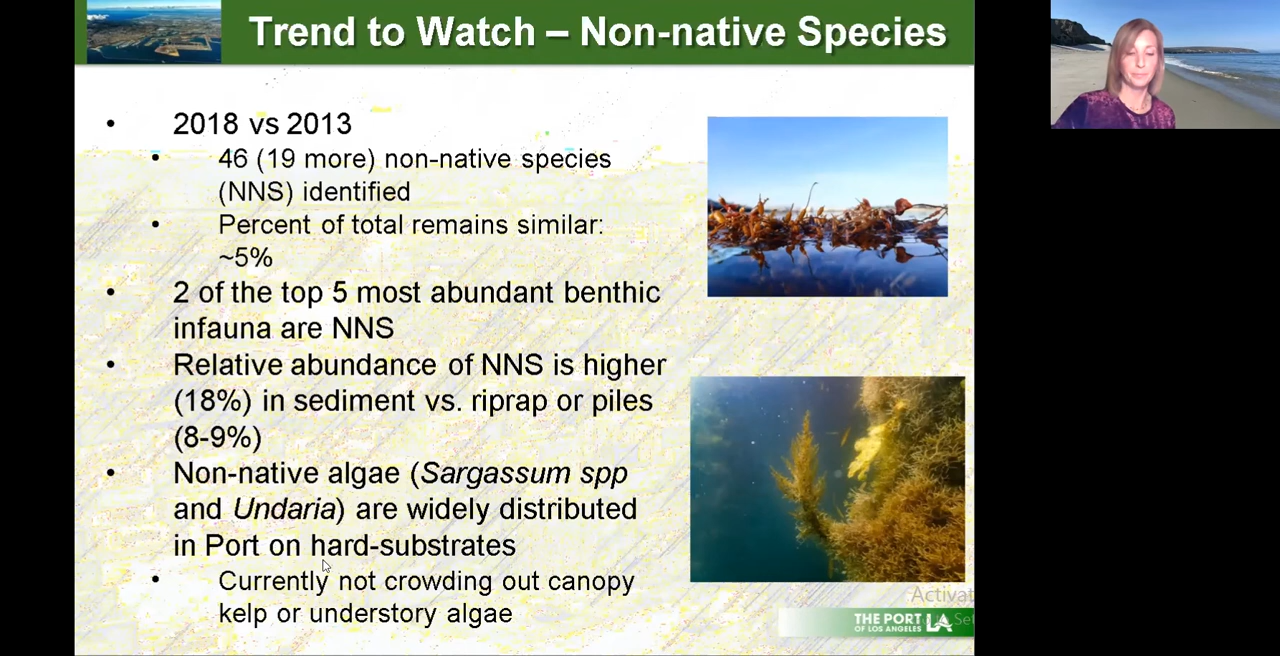 Trend to Watch – Non-native Species
• 2018 vs 2013
• 46 (19 more) non-native species
(NNS) identified
• Percent of total remains similar:
~5%
• 2 of the top 5 most abundant benthic
infauna are NNS
• Relative abundance of NNS is higher
(18%) in sediment vs. riprap or piles
(8-9%)
• Non-native algae (Sargassum spp
and Undaria) are widely distributed
in Port on hard-substrates
• Currently not crowding out canopy
kelp or understory algae
THE PORT
OF LOS ANGELES LA